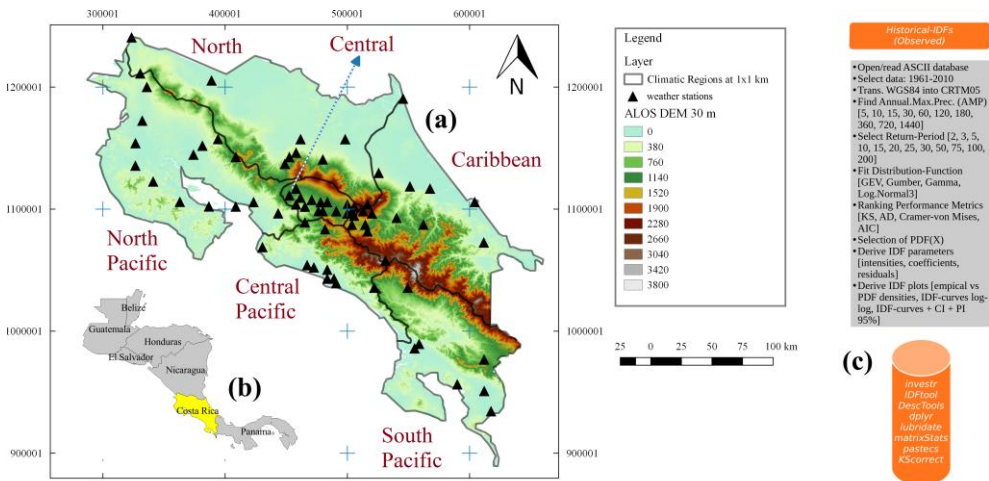 300001 400001 500001 600001
North
Central
N
(a)
Caribbean
North
Pacific
Central
Pacific
South
Pacific
1200001
1100001
1000001
900001
1200001
1100001
1000001
900001
300001 400001 500001 600001
Belize
Guatemala
Honduras
El Salvador
Nicaragua
Costa Rica
Panama
(b)
Legend
Layer
Climatic Regions at 1x1 km
weather stations
ALOS DEM 30 m
0
380
760
1140
1520
1900
2280
2660
3040
3420
3800
25 0 25 50 75 100 km
Historical-IDFs
(Observed)
•Open/read ASCII database
•Select data: 1961-2010
•Trans. WGS84 into CRTM05
•Find Annual.Max.Prec. (AMP)
[5, 10, 15, 30, 60, 120, 180,
360, 720, 1440]
•Select Return-Period [2, 3, 5,
10, 15, 20, 25, 30, 50, 75, 100,
200]
•Fit Distribution-Function
[GEV, Gumber, Gamma,
Log.Normal3]
•Ranking Performance Metrics
[KS, AD, Cramer-von Mises,
AIC]
•Selection of PDF(X)
•Derive IDF parameters
[intensities, coefficients,
residuals]
•Derive IDF plots [empical vs
PDF densities, IDF-curves log-
log, IDF-curves + CI + PI
95%]
(c)
investr
IDFtool
DescTools
dplyr
lubridate
matrixStats
pastecs
KScorrect